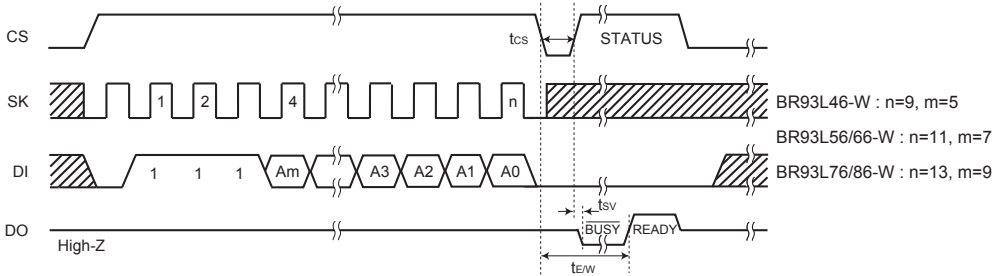 CS
tcs
STATUS
SK
1
2
4
n
BR93L46-W : n=9, m=5
BR93L56/66-W : n=11, m=7
BR93L76/86-W : n=13, m=9
DI
1
1
1
Am
A3
A2
A1
A0
tsv
DO
High-Z
BUSY
READY
tE/W